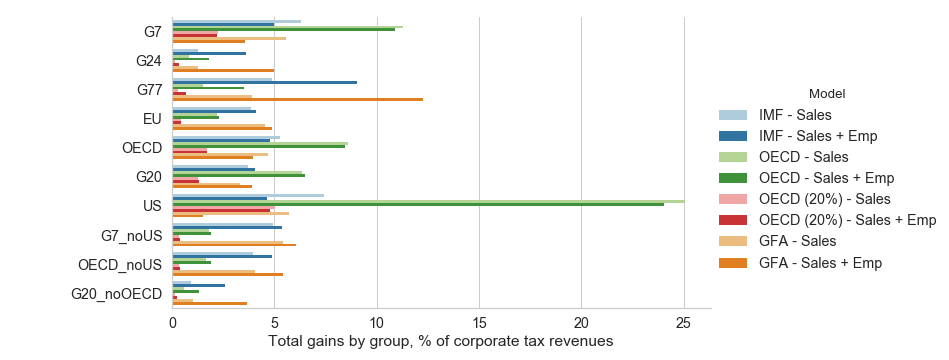 G7
G24
G77
EU
OECD
G20
US
G7_noUS
OECD_noUS
G20_noOECD
0 5 10 15 20 25
Total gains by group, % of corporate tax revenues
Model
IMF - Sales
IMF - Sales + Emp
OECD - Sales
OECD - Sales + Emp
OECD (20%) - Sales
OECD (20%) - Sales + Emp
GFA - Sales
GFA - Sales + Emp